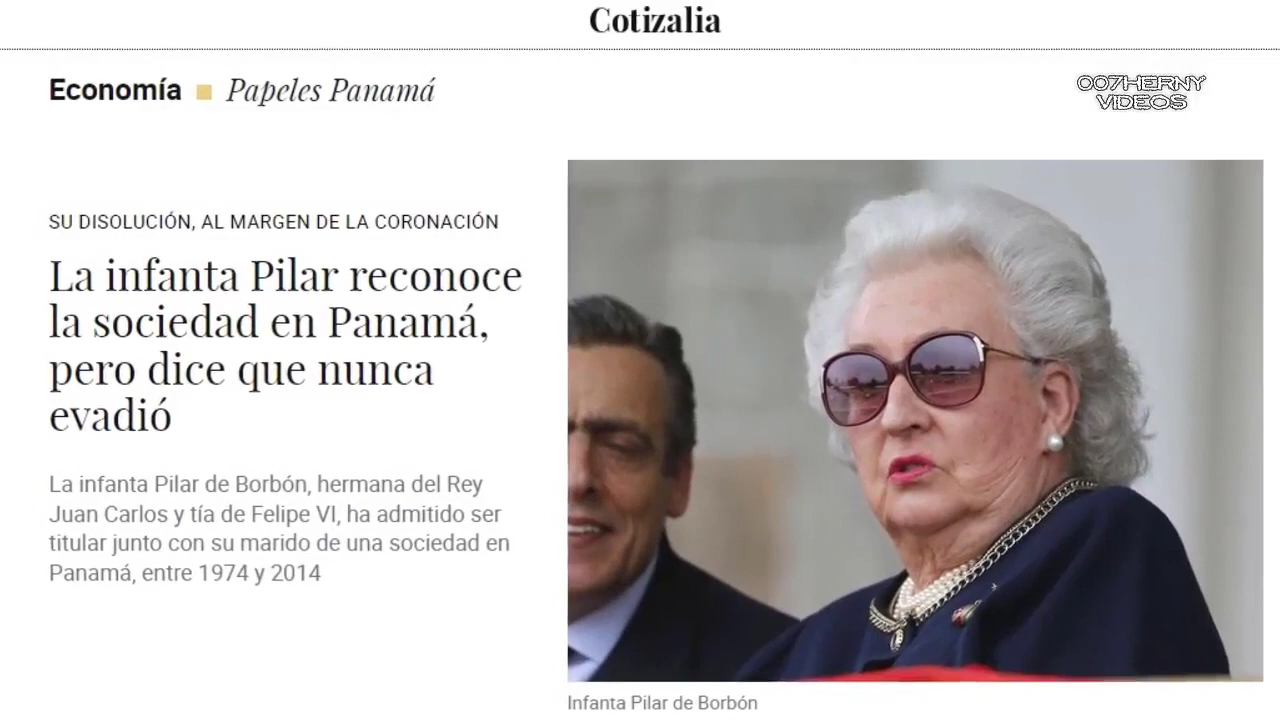 Cotizalia
Economía Papeles Panamá
007HERNY
VIDEOS
SU DISOLUCIÓN, AL MARGEN DE LA CORONACIÓN
La infanta Pilar reconoce
la sociedad en Panamá,
pero dice que nunca
evadió
La infanta Pilar de Borbón, hermana del Rey
Juan Carlos y tía de Felipe VI, ha admitido ser
titular junto con su marido de una sociedad en
Panamá, entre 1974 y 2014
Infanta Pilar de Borbón